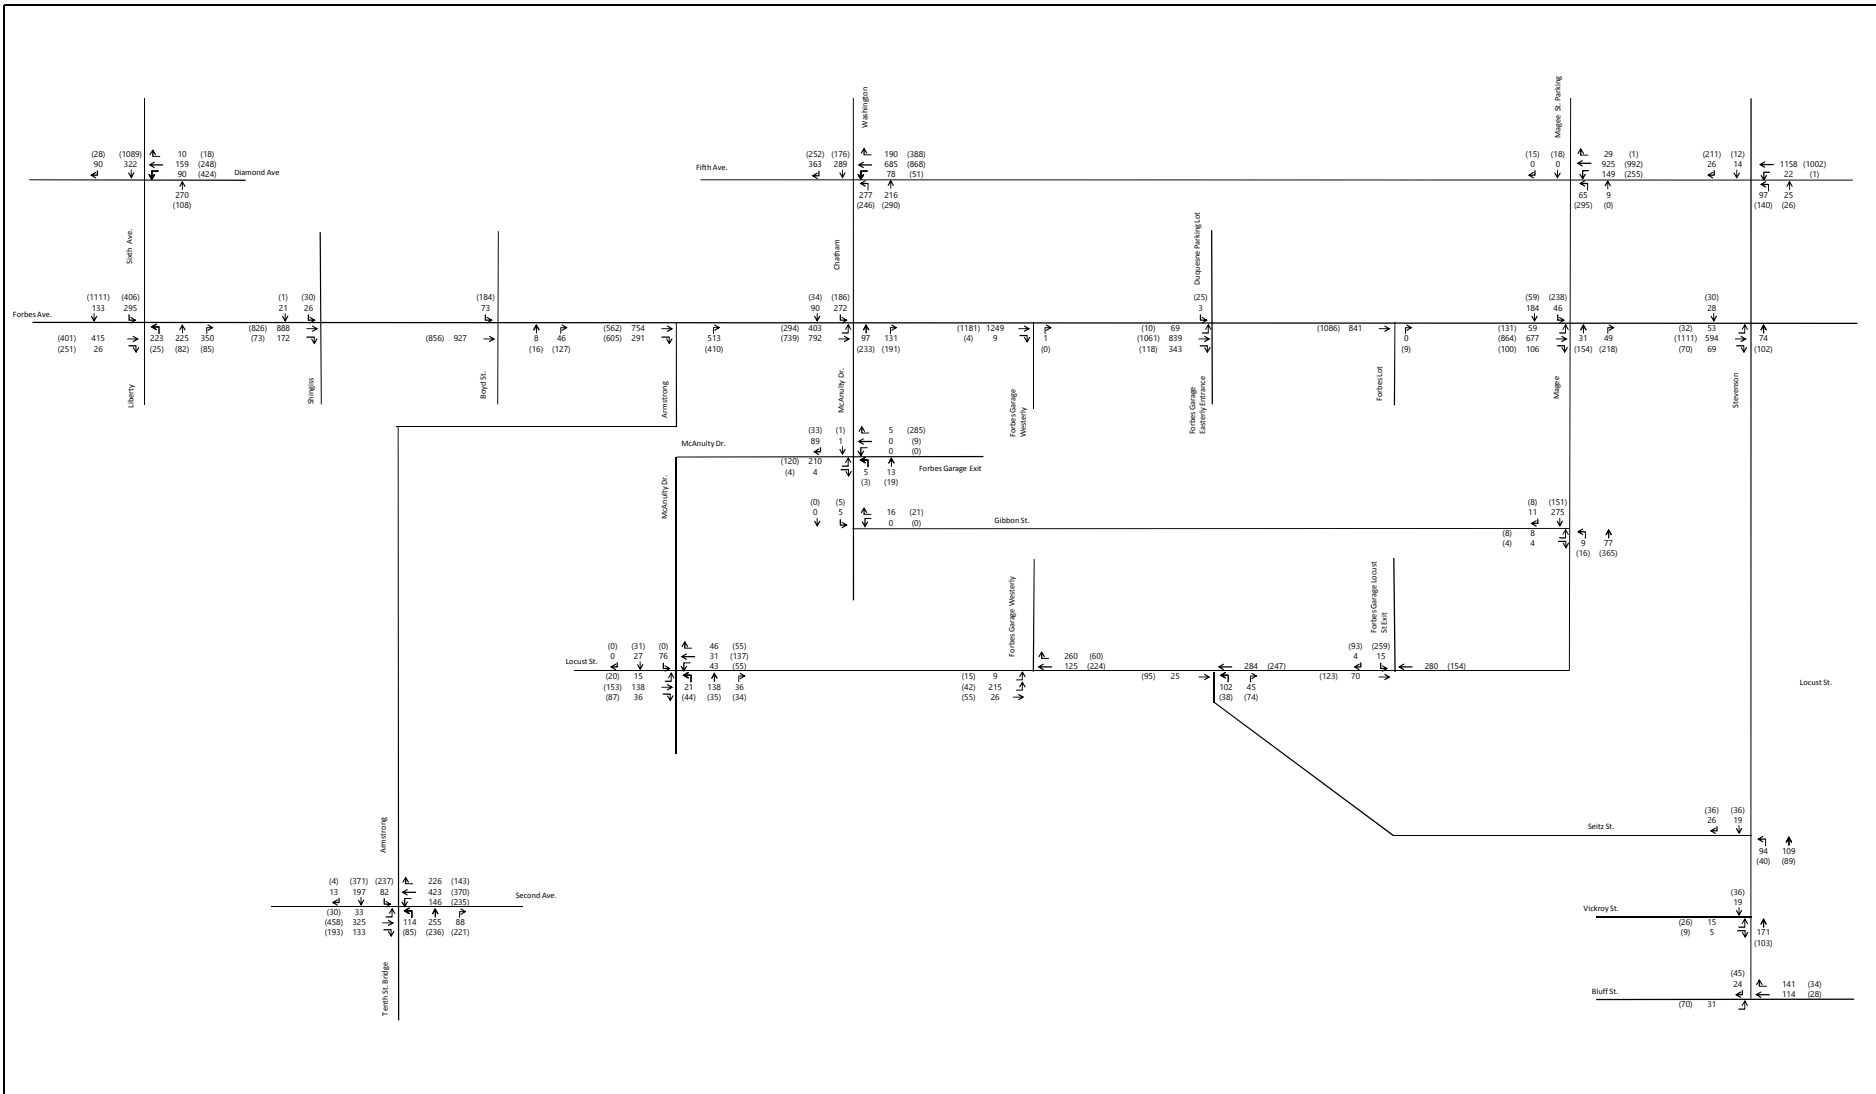 Washington
Magee St. Parking
(28) (1089) 10 (18)
90 322 159 (248)
90 (424)
Diamond Ave
270
(108)
(252) (176) 190 (388)
363 289 685 (868)
Fifth Ave.
78 (51)
277 216
(246) (290)
(15) (18) 29 (1)
0 0 925 (992)
149 (255)
65 9
(295) (0)
(211) (12)
26 14 1158 (1002)
22 (1)
97 25
(140) (26)
Sixth Ave.
Chatham
Duquesne Parking Lot
(1111) (406)
133 295
Forbes Ave.
(401) 415 223 225 350
(251) 26 (25) (82) (85)
Liberty
(1) (30)
21 26
(826) 888
(73) 172
Shingiss
(184)
73
(856) 927 8 46
(16) (127)
Boyd St.
(562) 754 513
(605) 291 (410)
Armstrong
(34) (186)
90 272
(294) 403 97 131
(739) 792 (233) (191)
McAnulty Dr.
(1181) 1249 1
(4) 9 (0)
Forbes Garage
Westerly
(25)
3
(10) 69
(1061) 839
(118) 343
Forbes Garage
Easterly Entrance
(1086) 841 0
(9)
Forbes Lot
(59) (238)
184 46
(131) 59 31 49
(864) 677 (154) (218)
(100) 106
Magee
(30)
28
(32) 53 74
(1111) 594 (102)
(70) 69
Stevenson
McAnulty Dr.
(33) (1) 5 (285)
89 1 0 (9)
0 (0)
(120) 210 5 13
(4) 4 (3) (19)
Forbes Garage Exit
McAnulty Dr.
(0) (5)
0 5 16 (21)
0 (0)
Gibbon St.
(8) (151)
11 275
(8) 8 9 77
(4) 4 (16) (365)
Forbes Garage Westerly
Forbes Garage Locust
St Exit
(0) (31) (0) 46 (55)
0 27 76 31 (137)
43 (55)
Locust St.
(20) 15 21 138 36
(153) 138 (44) (35) (34)
(87) 36
260 (60)
125 (224)
(15) 9
(42) 215
(55) 26
284 (247)
(95) 25 102 45
(38) (74)
(93) (259)
4 15 280 (154)
(123) 70
Locust St.
Armstrong
(36) (36)
26 19
Seitz St.
94 109
(40) (89)
(4) (371) (237) 226 (143)
13 197 82 423 (370)
146 (235)
Second Ave.
(30) 33 114 255 88
(458) 325 (85) (236) (221)
(193) 133
Tenth St. Bridge
(36)
19
Vickroy St.
(26) 15 171
(9) 5 (103)
(45)
24 141 (34)
114 (28)
Bluff St.
(70) 31